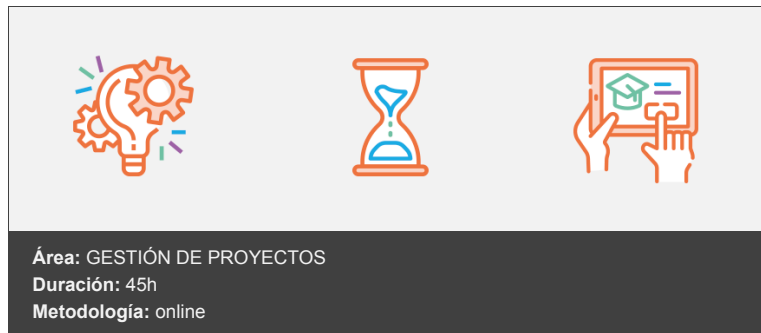 Área: GESTIÓN DE PROYECTOS
Duración: 45h
Metodología: online